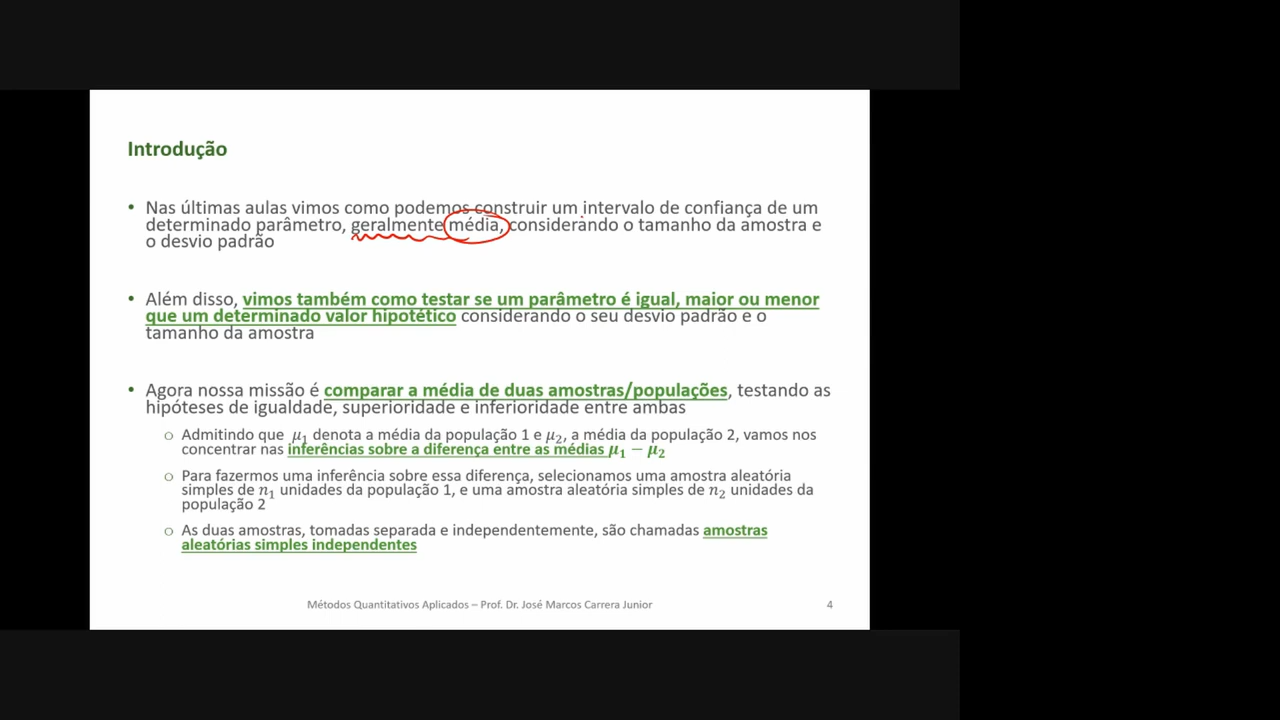 Introdução
• Nas últimas aulas vimos como podemos construir um intervalo de confiança de um
determinado parâmetro, geralmente média, considerando o tamanho da amostra e
o desvio padrão
• Além disso, vimos também como testar se um parâmetro é igual, maior ou menor
que um determinado valor hipotético considerando o seu desvio padrão e o
tamanho da amostra
• Agora nossa missão é comparar a média de duas amostras/populações, testando as
hipóteses de igualdade, superioridade e inferioridade entre ambas
○ Admitindo que μ₁ denota a média da população 1 e μ₂, a média da população 2, vamos nos
concentrar nas inferências sobre a diferença entre as médias μ₁ − μ₂
○ Para fazermos uma inferência sobre essa diferença, selecionamos uma amostra aleatória
simples de n₁ unidades da população 1, e uma amostra aleatória simples de n₂ unidades da
população 2
○ As duas amostras, tomadas separada e independentemente, são chamadas amostras
aleatórias simples independentes
Métodos Quantitativos Aplicados – Prof. Dr. José Marcos Carrera Junior 4